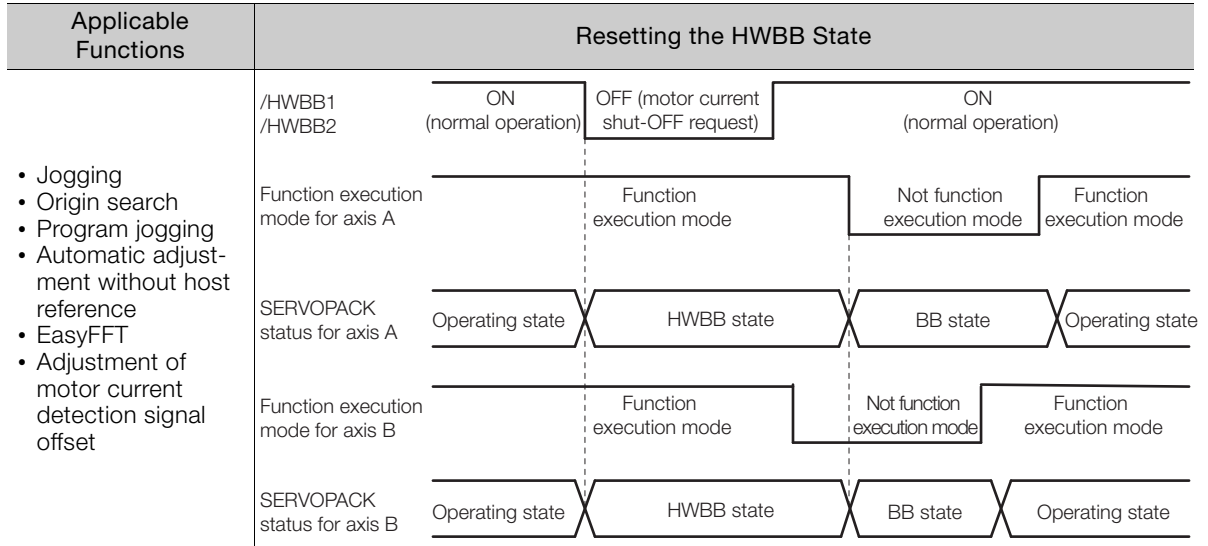 Applicable
Functions
Resetting the HWBB State
• Jogging
• Origin search
• Program jogging
• Automatic adjust-
ment without host
reference
• EasyFFT
• Adjustment of
motor current
detection signal
offset
/HWBB1
/HWBB2
ON
(normal operation)
OFF (motor current
shut-OFF request)
ON
(normal operation)
Function execution
mode for axis A
Function
execution mode
Not function
execution mode
Function
execution mode
SERVOPACK
status for axis A
Operating state
HWBB state
BB state
Operating state
Function execution
mode for axis B
Function
execution mode
Not function
execution mode
Function
execution mode
SERVOPACK
status for axis B
Operating state
HWBB state
BB state
Operating state